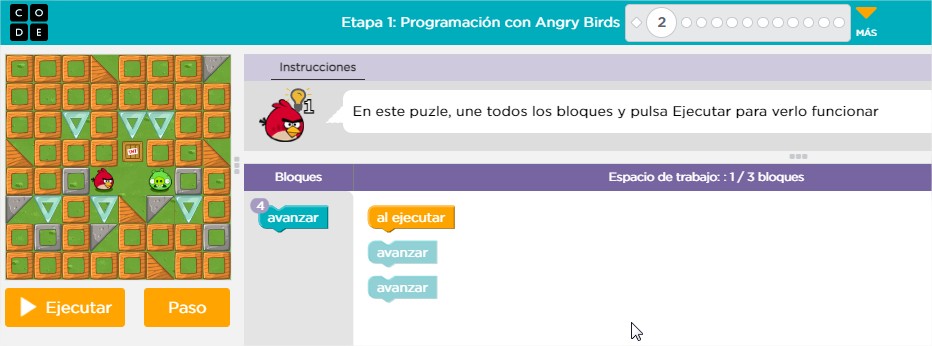 C O
D E
Etapa 1: Programación con Angry Birds
2
MÁS
Instrucciones
1
En este puzle, une todos los bloques y pulsa Ejecutar para verlo funcionar
Bloques
Espacio de trabajo: : 1 / 3 bloques
4
avanzar
al ejecutar
avanzar
avanzar
TNT
Ejecutar
Paso